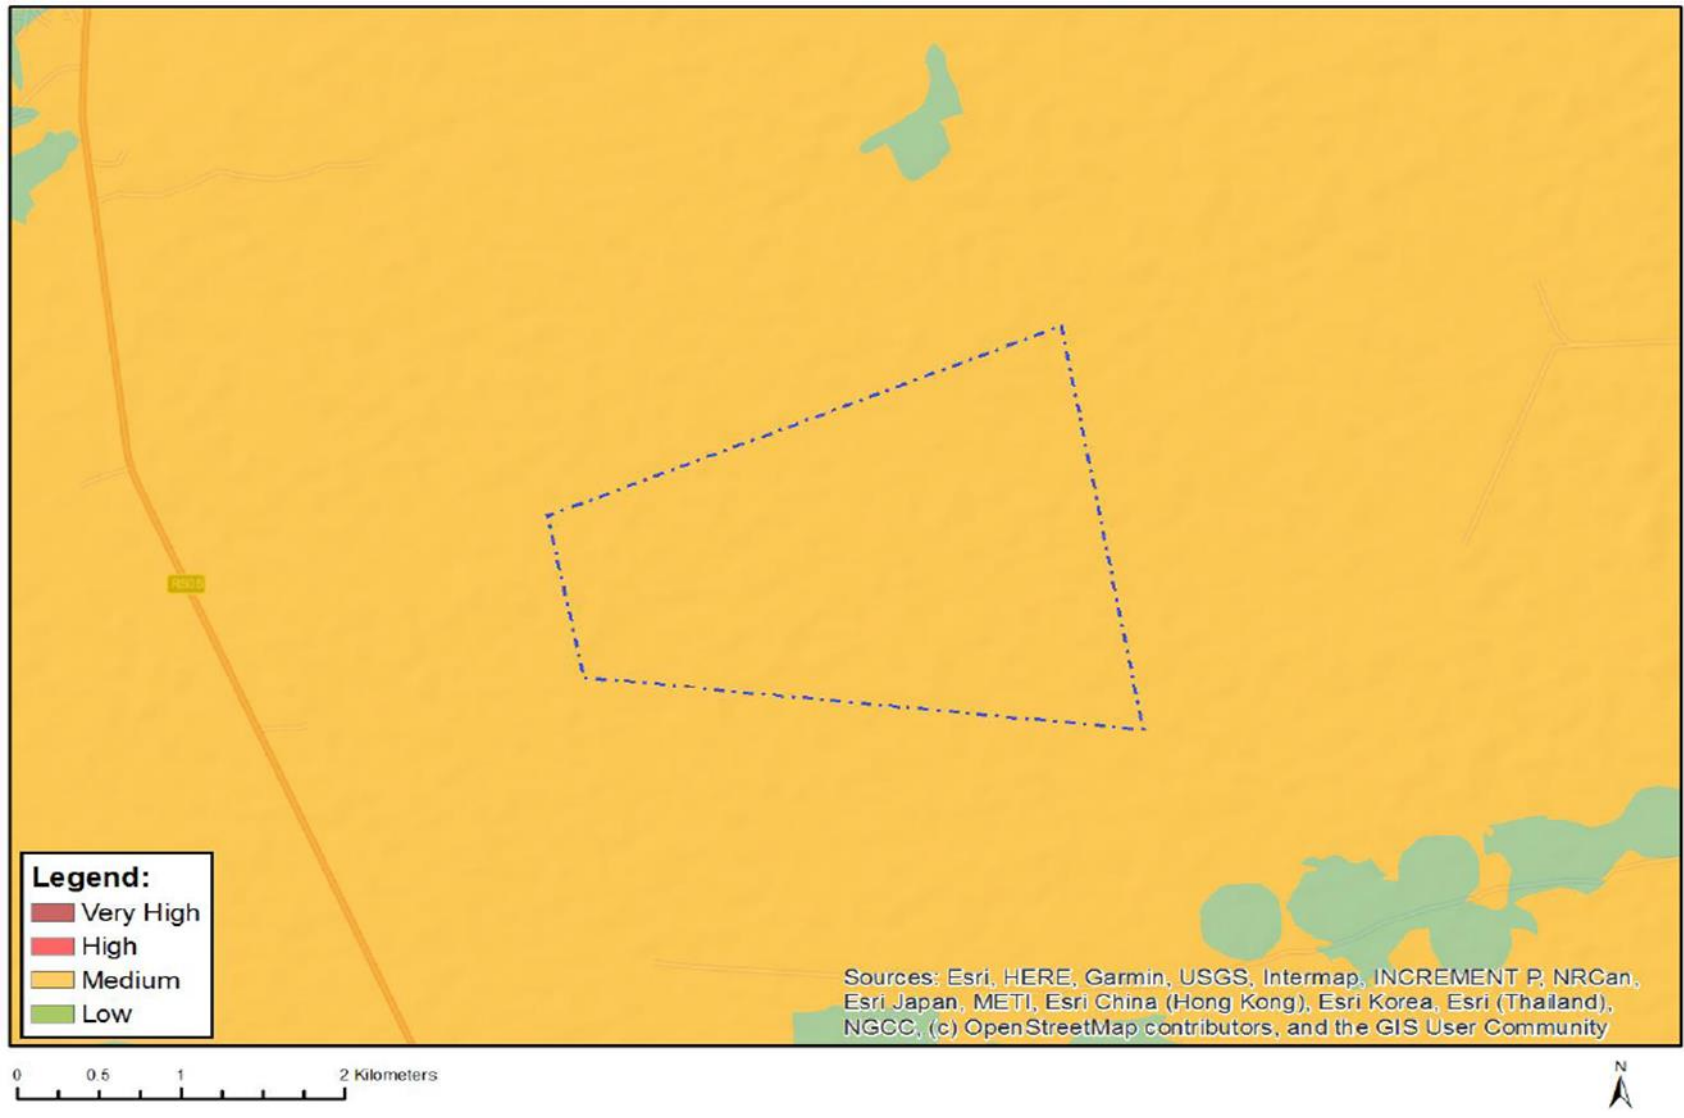 R505
Legend:
Very High
High
Medium
Low
Sources: Esri, HERE, Garmin, USGS, Intermap, INCREMENT P, NRCan,
Esri Japan, METI, Esri China (Hong Kong), Esri Korea, Esri (Thailand),
NGCC, (c) OpenStreetMap contributors, and the GIS User Community
0 0.5 1 2 Kilometers
N